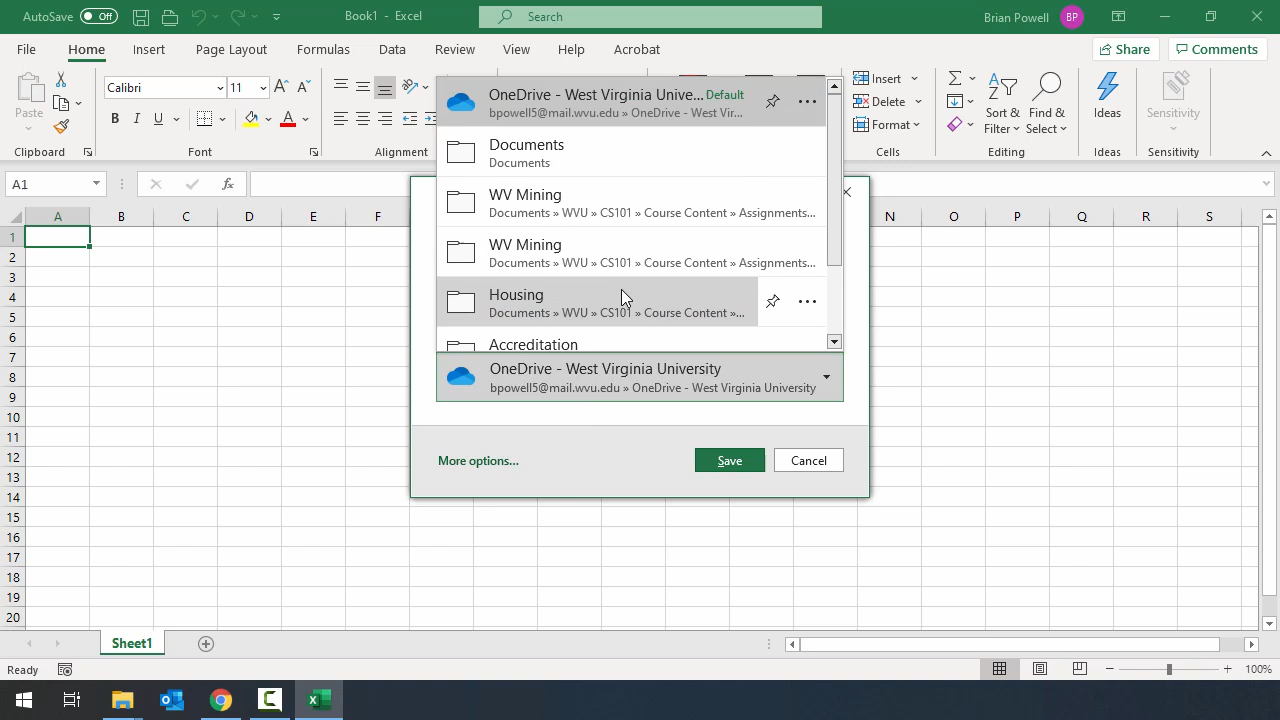 AutoSave Off Book1 - Excel Search Brian Powell BP
File Home Insert Page Layout Formulas Data Review View Help Acrobat Share Comments
Paste
Calibri 11
B I U A
Clipboard Font Alignment
Insert
Delete
Format
Cells
Sort &
Filter
Find &
Select
Editing
Ideas
Ideas
Sensitivity
Sensitivity
A1 fx
A B C D E F N O P Q R S
1
2
3
4
5
6
7
8
9
10
11
12
13
14
15
16
17
18
19
20
OneDrive - West Virginia Unive... Default
bpowell5@mail.wvu.edu » OneDrive - West Vir...
Documents
Documents
WV Mining
Documents » WVU » CS101 » Course Content » Assignments...
WV Mining
Documents » WVU » CS101 » Course Content » Assignments...
Housing
Documents » WVU » CS101 » Course Content »...
Accreditation
OneDrive - West Virginia University
bpowell5@mail.wvu.edu » OneDrive - West Virginia University
More options... Save Cancel
Sheet1
Ready 100%